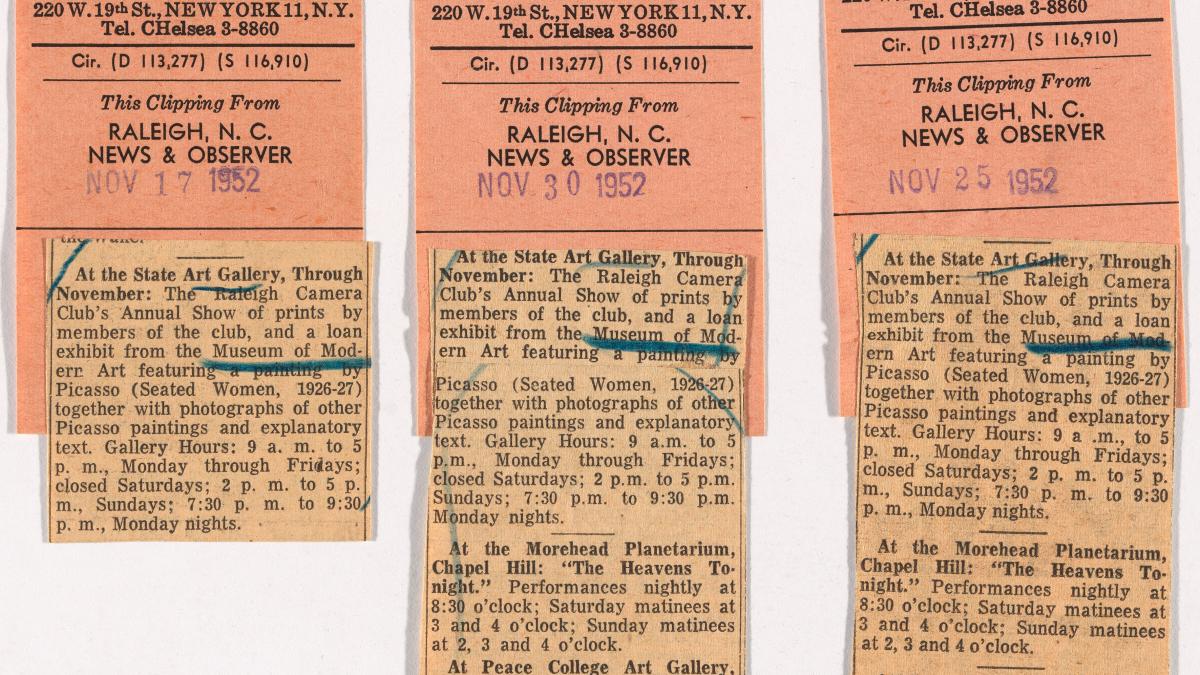 220 W. 19th St., NEW YORK 11, N.Y.
Tel. CHelsea 3-8860
Cir. (D 113,277) (S 116,910)
This Clipping From
RALEIGH, N. C.
NEWS & OBSERVER
NOV 17 1952
At the State Art Gallery, Through
November: The Raleigh Camera
Club's Annual Show of prints by
members of the club, and a loan
exhibit from the Museum of Mod-
ern Art featuring a painting by
Picasso (Seated Women, 1926-27)
together with photographs of other
Picasso paintings and explanatory
text. Gallery Hours: 9 a. m. to 5
p. m., Monday through Fridays;
closed Saturdays; 2 p. m. to 5 p.
m., Sundays; 7:30 p. m. to 9:30
p. m., Monday nights.
220 W. 19th St., NEW YORK 11, N.Y.
Tel. CHelsea 3-8860
Cir. (D 113,277) (S 116,910)
This Clipping From
RALEIGH, N. C.
NEWS & OBSERVER
NOV 30 1952
At the State Art Gallery, Through
November: The Raleigh Camera
Club's Annual Show of prints by
members of the club, and a loan
exhibit from the Museum of Mod-
ern Art featuring a painting by
Picasso (Seated Women, 1926-27)
together with photographs of other
Picasso paintings and explanatory
text. Gallery Hours: 9 a.m. to 5
p.m., Monday through Fridays;
closed Saturdays; 2 p.m. to 5 p.m.
Sundays; 7:30 p.m. to 9:30 p.m.
Monday nights.
At the Morehead Planetarium,
Chapel Hill: "The Heavens To-
night." Performances nightly at
8:30 o'clock; Saturday matinees at
3 and 4 o'clock; Sunday matinees
at 2, 3 and 4 o'clock.
At Peace College Art Gallery,
Tel. CHelsea 3-8860
Cir. (D 113,277) (S 116,910)
This Clipping From
RALEIGH, N. C.
NEWS & OBSERVER
NOV 25 1952
At the State Art Gallery, Through
November: The Raleigh Camera
Club's Annual Show of prints by
members of the club, and a loan
exhibit from the Museum of Mod
ern Art featuring a painting by
Picasso (Seated Women, 1926-27)
together with photographs of other
Picasso paintings and explanatory
text. Gallery Hours: 9 a .m., to 5
p. m., Monday through Fridays;
closed Saturdays; 2 p. m. to 5 p.
m., Sundays; 7:30 p. m. to 9:30
p. m., Monday nights.
At the Morehead Planetarium,
Chapel Hill: "The Heavens To-
night." Performances nightly at
8:30 o'clock; Saturday matinees at
3 and 4 o'clock; Sunday matinees
at 2, 3 and 4 o'clock.